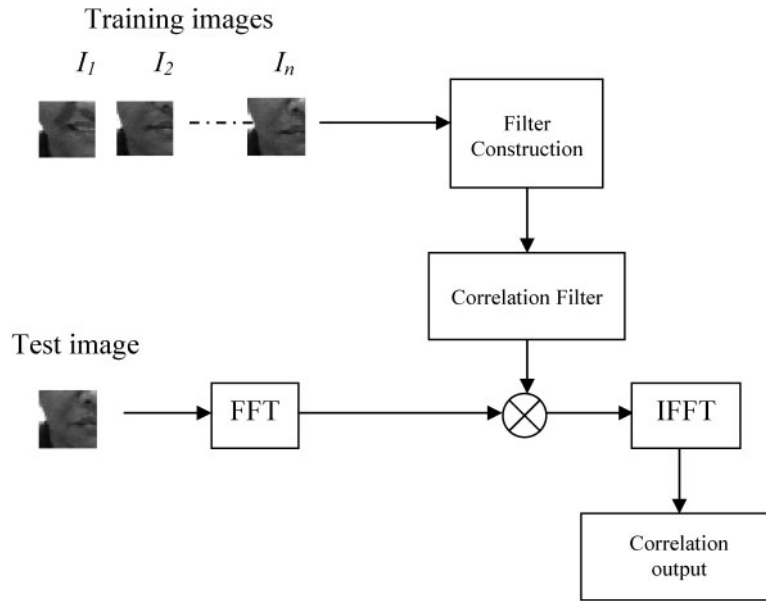 Training images
I1 I2 In
Filter
Construction
Correlation Filter
Test image
FFT
IFFT
Correlation
output